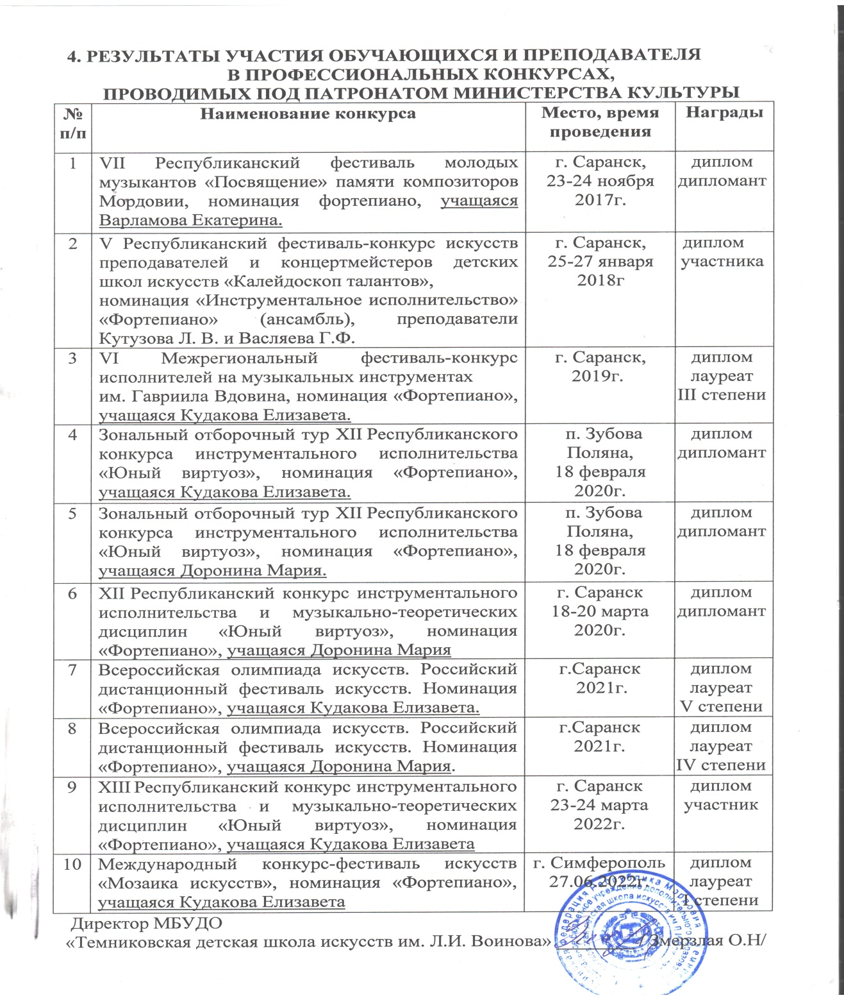 4. РЕЗУЛЬТАТЫ УЧАСТИЯ ОБУЧАЮЩИХСЯ И ПРЕПОДАВАТЕЛЯ
В ПРОФЕССИОНАЛЬНЫХ КОНКУРСАХ,
ПРОВОДИМЫХ ПОД ПАТРОНАТОМ МИНИСТЕРСТВА КУЛЬТУРЫ
№ Наименование конкурса Место, время Награды
п/п проведения
1 VII Республиканский фестиваль молодых г. Саранск, диплом
музыкантов «Посвящение» памяти композиторов 23-24 ноября дипломант
Мордовии, номинация фортепиано, учащаяся 2017г.
Варламова Екатерина.
2 V Республиканский фестиваль-конкурс искусств г. Саранск, диплом
преподавателей и концертмейстеров детских 25-27 января участника
школ искусств «Калейдоскоп талантов», 2018г
номинация «Инструментальное исполнительство»
«Фортепиано» (ансамбль), преподаватели
Кутузова Л. В. и Васляева Г.Ф.
3 VI Межрегиональный фестиваль-конкурс г. Саранск, диплом
исполнителей на музыкальных инструментах 2019г. лауреат
им. Гавриила Вдовина, номинация «Фортепиано», III степени
учащаяся Кудакова Елизавета.
4 Зональный отборочный тур XII Республиканского п. Зубова диплом
конкурса инструментального исполнительства Поляна, дипломант
«Юный виртуоз», номинация «Фортепиано», 18 февраля
учащаяся Кудакова Елизавета. 2020г.
5 Зональный отборочный тур XII Республиканского п. Зубова диплом
конкурса инструментального исполнительства Поляна, дипломант
«Юный виртуоз», номинация «Фортепиано», 18 февраля
учащаяся Доронина Мария. 2020г.
6 XII Республиканский конкурс инструментального г. Саранск диплом
исполнительства и музыкально-теоретических 18-20 марта дипломант
дисциплин «Юный виртуоз», номинация 2020г.
«Фортепиано», учащаяся Доронина Мария
7 Всероссийская олимпиада искусств. Российский г.Саранск диплом
дистанционный фестиваль искусств. Номинация 2021г. лауреат
«Фортепиано», учащаяся Кудакова Елизавета. V степени
8 Всероссийская олимпиада искусств. Российский г.Саранск диплом
дистанционный фестиваль искусств. Номинация 2021г. лауреат
«Фортепиано», учащаяся Доронина Мария. IV степени
9 XIII Республиканский конкурс инструментального г. Саранск диплом
исполнительства и музыкально-теоретических 23-24 марта участник
дисциплин «Юный виртуоз», номинация 2022г.
«Фортепиано», учащаяся Кудакова Елизавета
10 Международный конкурс-фестиваль искусств г. Симферополь диплом
«Мозаика искусств», номинация «Фортепиано», 27.06.2022г. лауреат
учащаяся Кудакова Елизавета I степени
Директор МБУДО
«Темниковская детская школа искусств им. Л.И. Воинова» / Змерзлая О.Н/